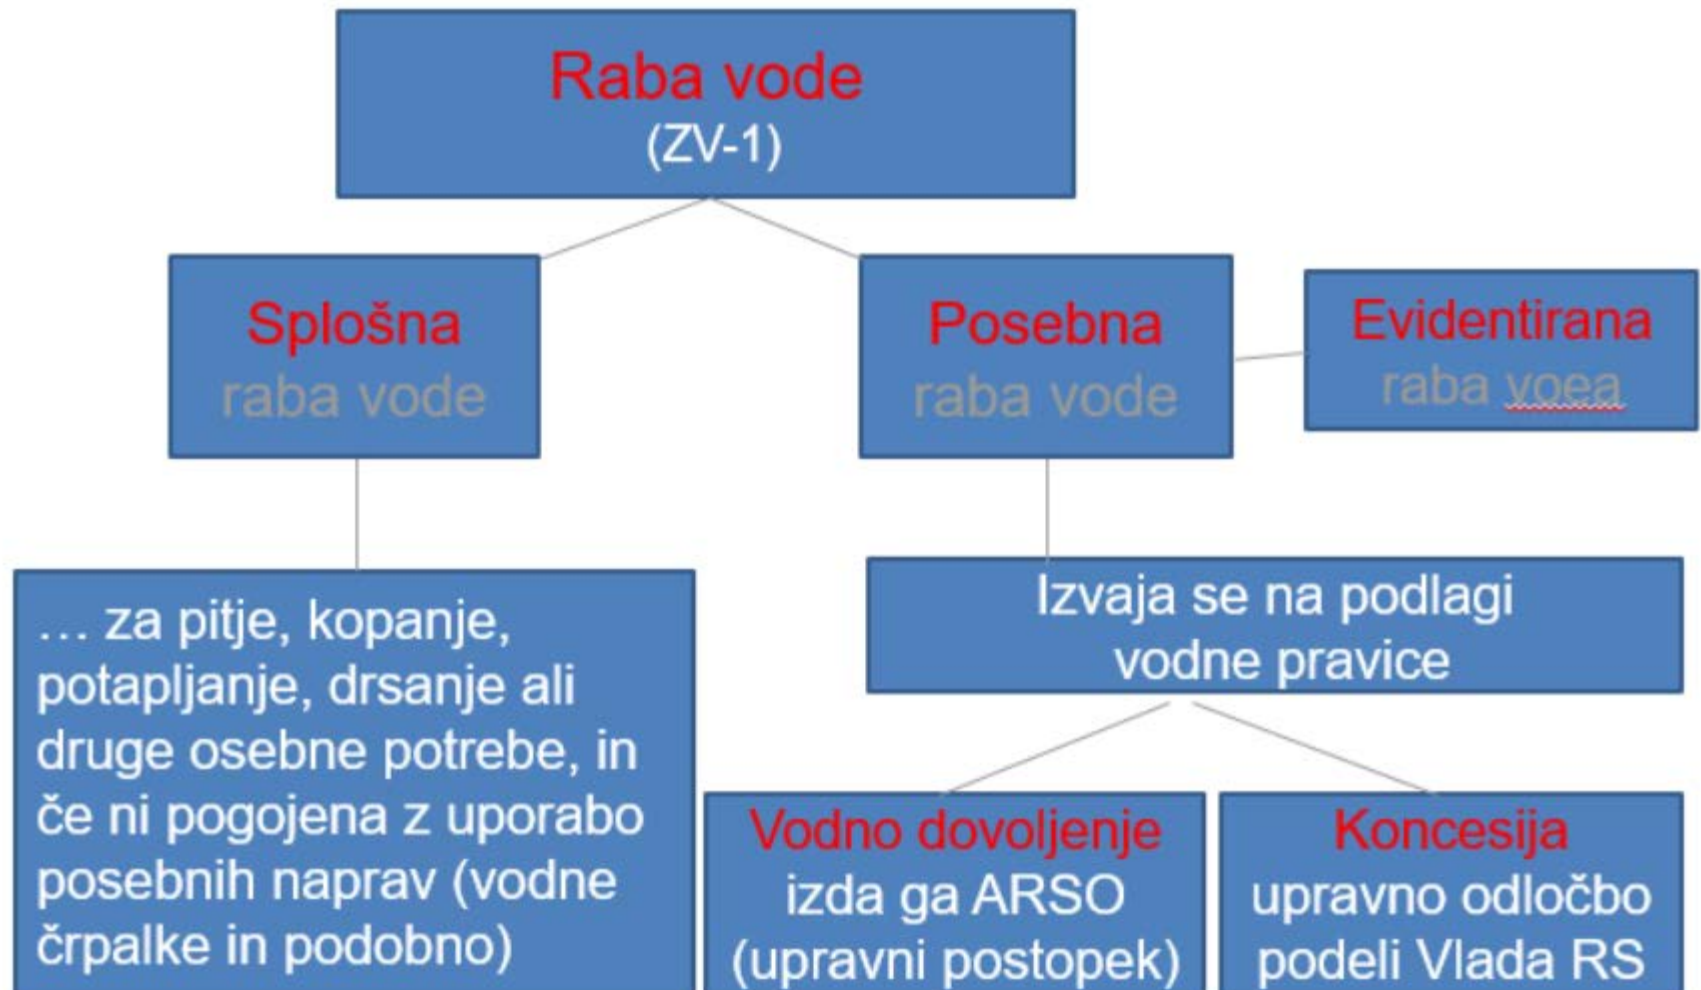 Raba vode
(ZV-1)
Splošna
raba vode
Posebna
raba vode
Evidentirana
raba voea
… za pitje, kopanje,
potapljanje, drsanje ali
druge osebne potrebe, in
če ni pogojena z uporabo
posebnih naprav (vodne
črpalke in podobno)
Izvaja se na podlagi
vodne pravice
Vodno dovoljenje
izda ga ARSO
(upravni postopek)
Koncesija
upravno odločbo
podeli Vlada RS